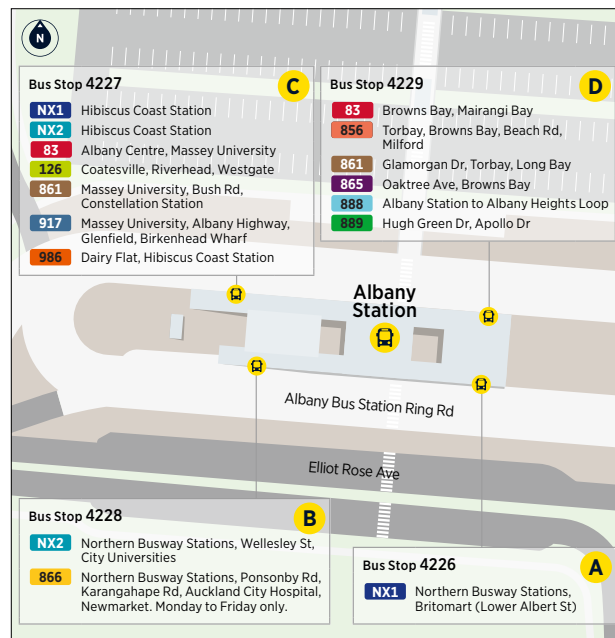 N
Bus Stop 4227
C
NX1 Hibiscus Coast Station
NX2 Hibiscus Coast Station
83 Albany Centre, Massey University
126 Coatesville, Riverhead, Westgate
861 Massey University, Bush Rd,
Constellation Station
917 Massey University, Albany Highway,
Glenfield, Birkenhead Wharf
986 Dairy Flat, Hibiscus Coast Station
Bus Stop 4229
D
83 Browns Bay, Mairangi Bay
856 Torbay, Browns Bay, Beach Rd,
Milford
861 Glamorgan Dr, Torbay, Long Bay
865 Oaktree Ave, Browns Bay
888 Albany Station to Albany Heights Loop
889 Hugh Green Dr, Apollo Dr
Albany
Station
Albany Bus Station Ring Rd
Elliot Rose Ave
Bus Stop 4228
B
NX2 Northern Busway Stations, Wellesley St,
City Universities
866 Northern Busway Stations, Ponsonby Rd,
Karangahape Rd, Auckland City Hospital,
Newmarket. Monday to Friday only.
Bus Stop 4226
A
NX1 Northern Busway Stations,
Britomart (Lower Albert St)